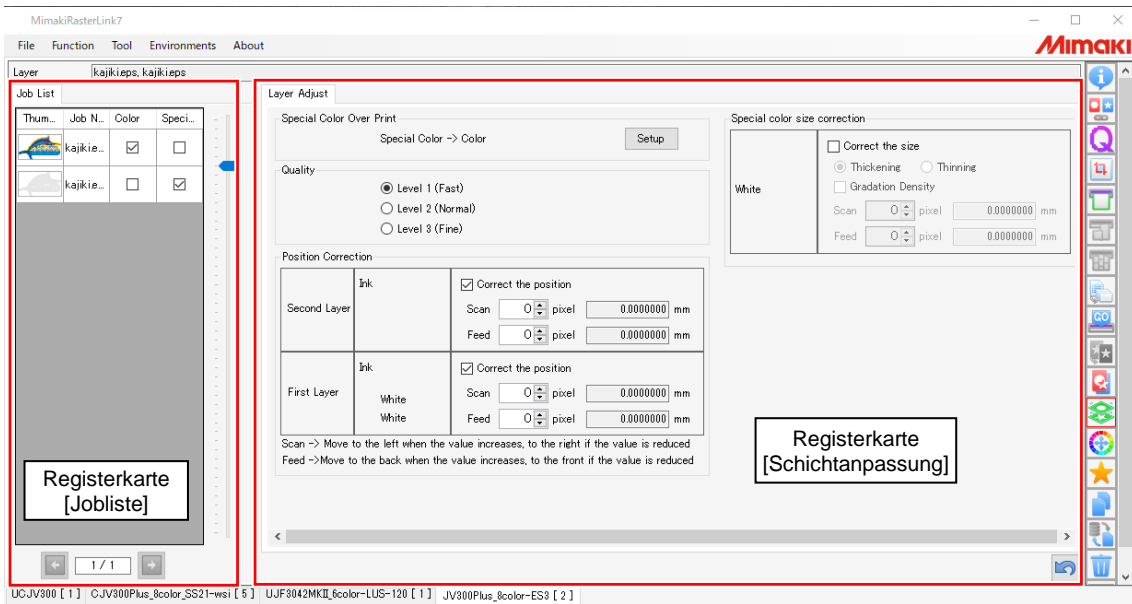 MimakiRasterLink7
File Function Tool Environments About
Mimaki
Layer kajiki.eps, kajiki.eps
Job List
Thum... Job N... Color Speci...
kajiki.e...
kajiki.e...
Registerkarte
[Jobliste]
1 / 1
Layer Adjust
Special Color Over Print
Special Color -> Color Setup
Quality
Level 1 (Fast)
Level 2 (Normal)
Level 3 (Fine)
Position Correction
Second Layer
Ink
Correct the position
Scan 0 pixel 0.0000000 mm
Feed 0 pixel 0.0000000 mm
First Layer
Ink
White
White
Correct the position
Scan 0 pixel 0.0000000 mm
Feed 0 pixel 0.0000000 mm
Scan -> Move to the left when the value increases, to the right if the value is reduced
Feed ->Move to the back when the value increases, to the front if the value is reduced
Special color size correction
White
Correct the size
Thickening Thinning
Gradation Density
Scan 0 pixel 0.0000000 mm
Feed 0 pixel 0.0000000 mm
Registerkarte
[Schichtanpassung]
Q
GO
UCJV300 [ 1 ] CJV300Plus_8color_SS21-wsi [ 5 ] UJF3042MKII_6color-LUS-120 [ 1 ] JV300Plus_8color-ES3 [ 2 ]